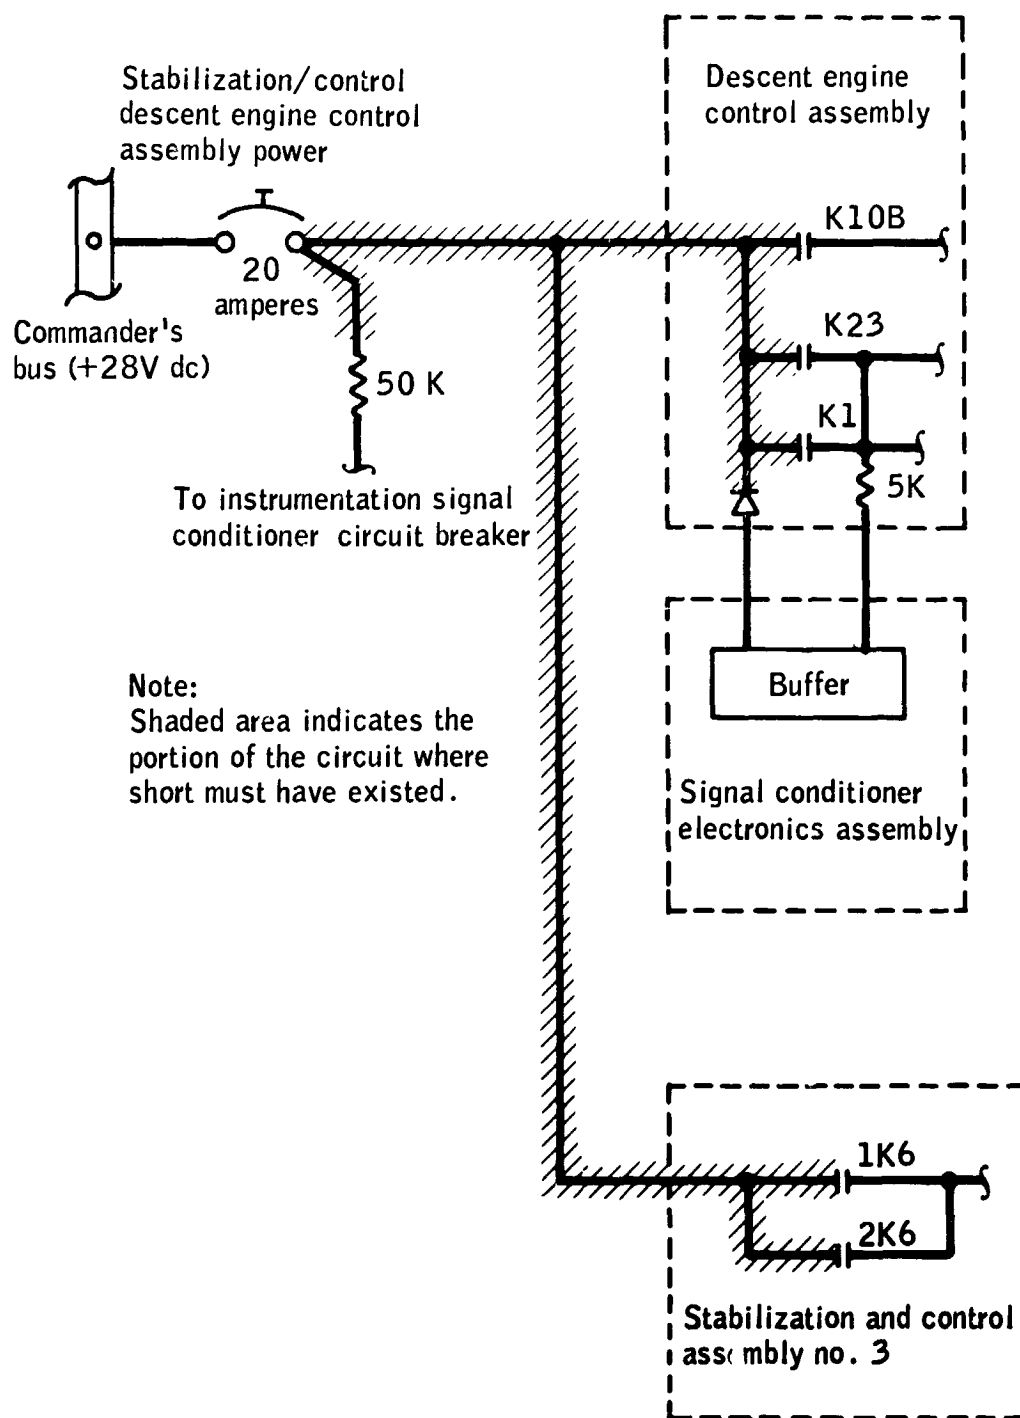 Stabilization/control
descent engine control
assembly power
Descent engine
control assembly
K10B
20
amperes
Commander's
bus (+28V dc)
K23
50 K
K1
5K
To instrumentation signal
conditioner circuit breaker
Buffer
Note:
Shaded area indicates the
portion of the circuit where
short must have existed.
Signal conditioner
electronics assembly
1K6
2K6
Stabilization and control
assembly no. 3